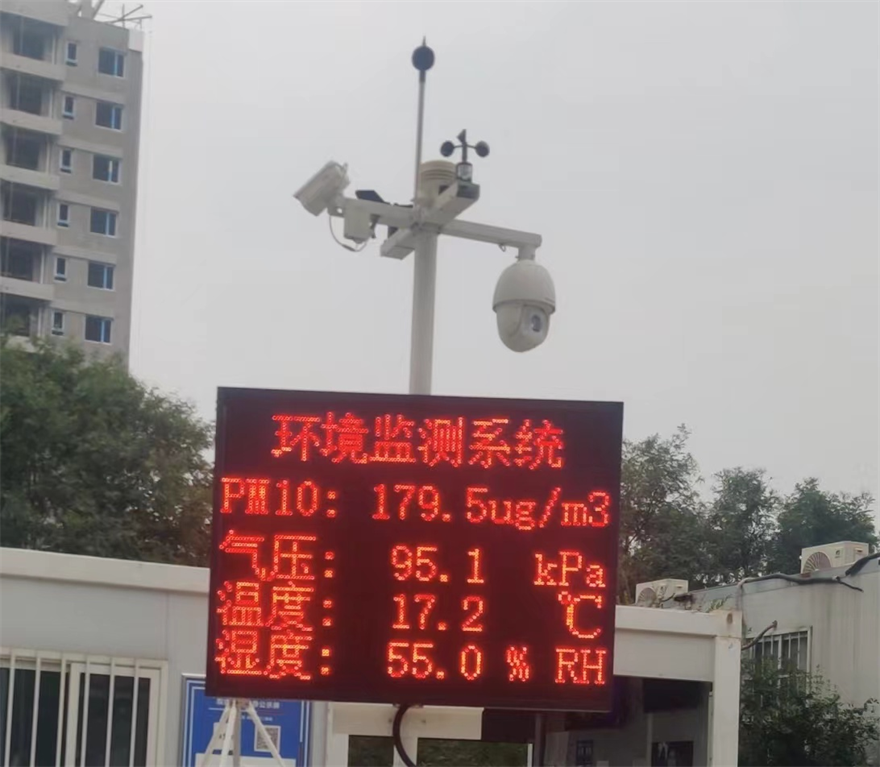 环境监测系统
PM10: 179.5ug/m3
气压: 95.1 kPa
温度: 17.2 ℃
湿度: 55.0 % RH